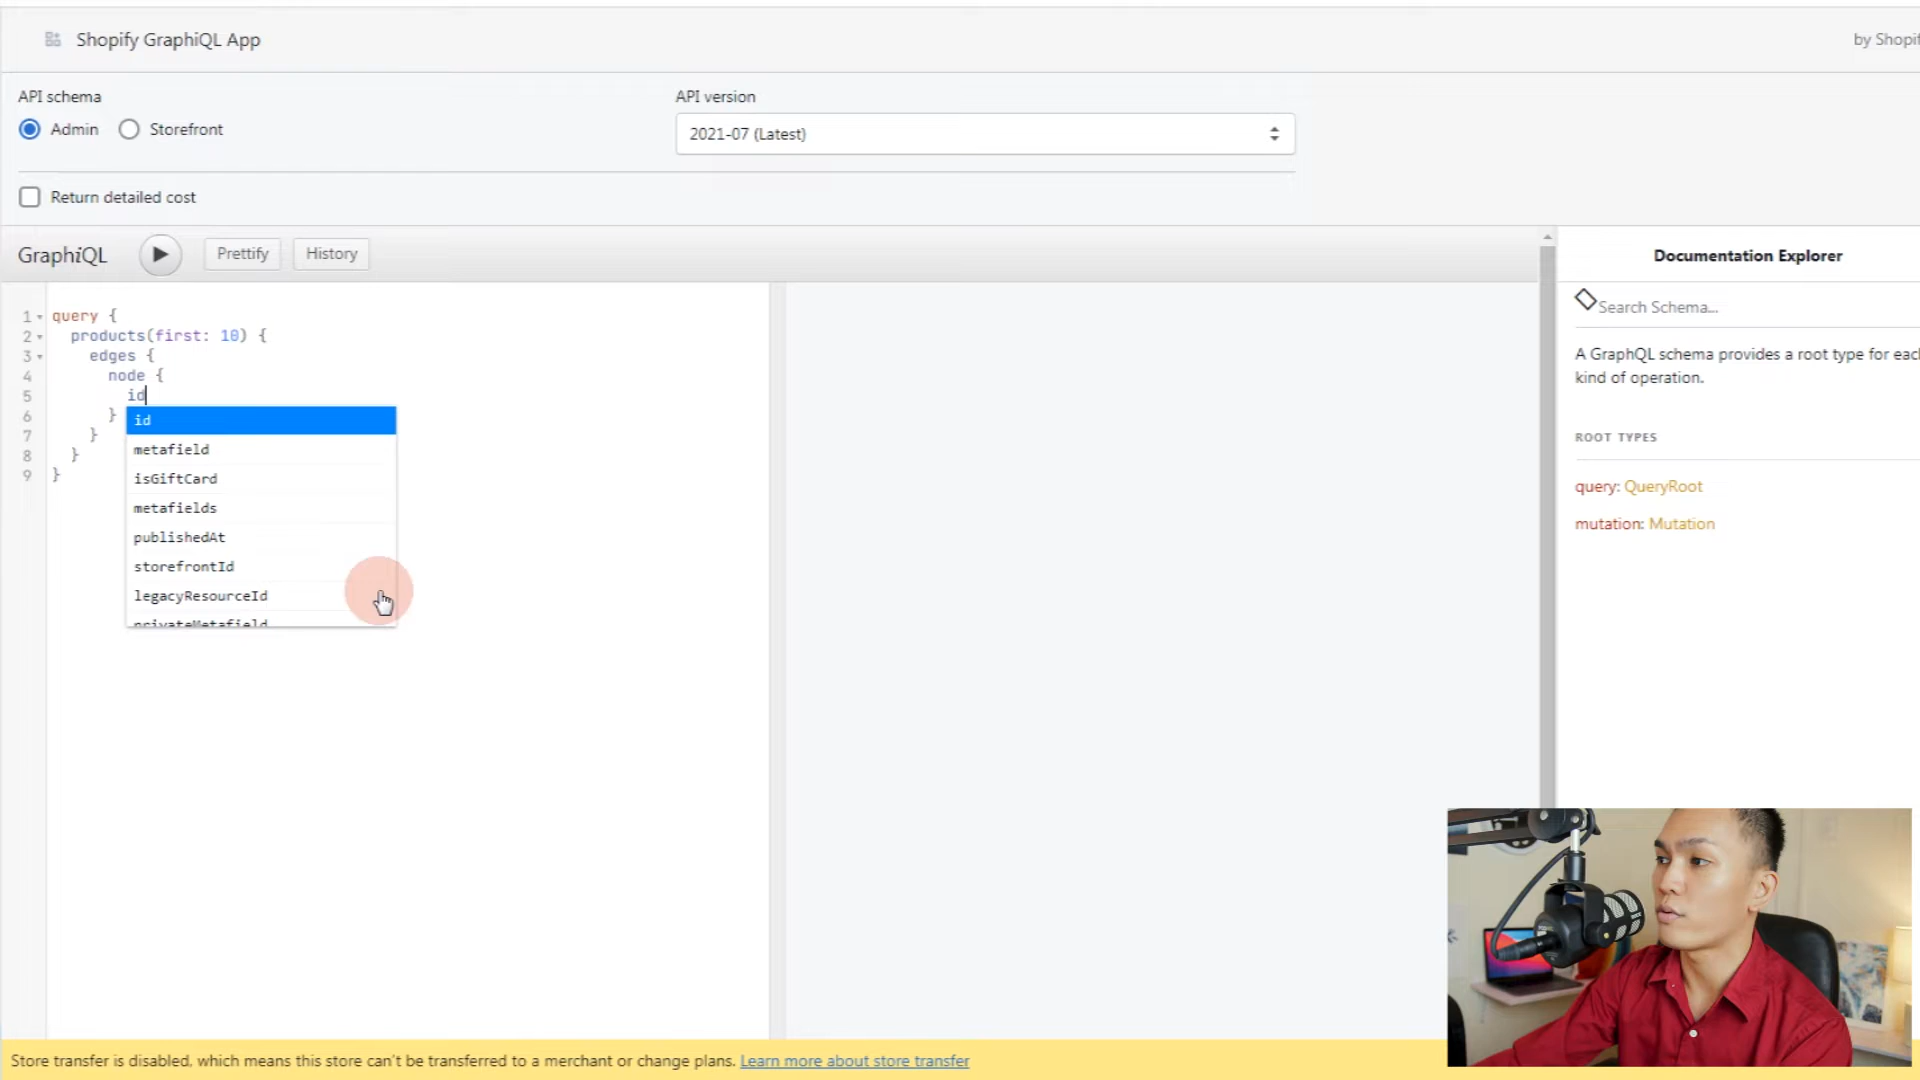 Shopify GraphiQL App
by Shopif
API schema
API version
Admin
Storefront
2021-07 (Latest)
Return detailed cost
GraphiQL
Prettify
History
Documentation Explorer
Search Schema...
A GraphQL schema provides a root type for each
kind of operation.
ROOT TYPES
query: QueryRoot
mutation: Mutation
1 query {
2 products(first: 10) {
3 edges {
4 node {
5 id
6 }
7 }
8 }
9 }
id
metafield
isGiftCard
metafields
publishedAt
storefrontId
legacyResourceId
privateMetafield
Store transfer is disabled, which means this store can't be transferred to a merchant or change plans. Learn more about store transfer